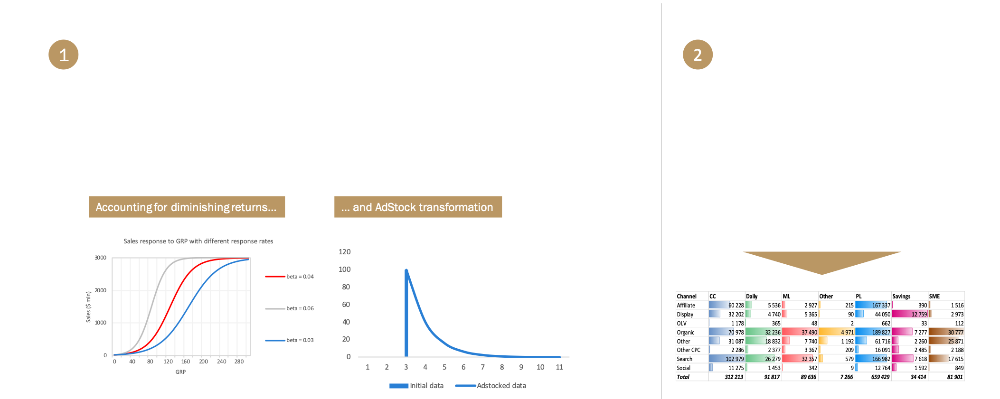 1
Accounting for diminishing returns...
... and AdStock transformation
Sales response to GRP with different response rates
3000
2000
1000
0
Sales ($ mln)
0 40 80 120 160 200 240 280
GRP
beta = 0.04
beta = 0.06
beta = 0.03
120
100
80
60
40
20
0
1 2 3 4 5 6 7 8 9 10 11
Initial data Adstocked data
2
Channel CC Daily ML Other PL Savings SME
Affiliate 60 228 5 536 2 927 215 167 337 390 1 516
Display 32 202 4 740 5 365 90 44 050 12 759 2 973
OLV 1 178 365 48 2 662 33 112
Organic 70 978 32 236 37 490 4 971 189 827 7 277 30 777
Other 31 087 18 832 7 740 1 192 61 716 2 260 25 871
Other CPC 2 286 2 377 3 367 209 16 091 2 485 2 188
Search 102 979 26 279 32 357 579 166 982 7 618 17 615
Social 11 275 1 453 342 9 12 764 1 592 849
Total 312 213 91 817 89 636 7 266 659 429 34 414 81 901